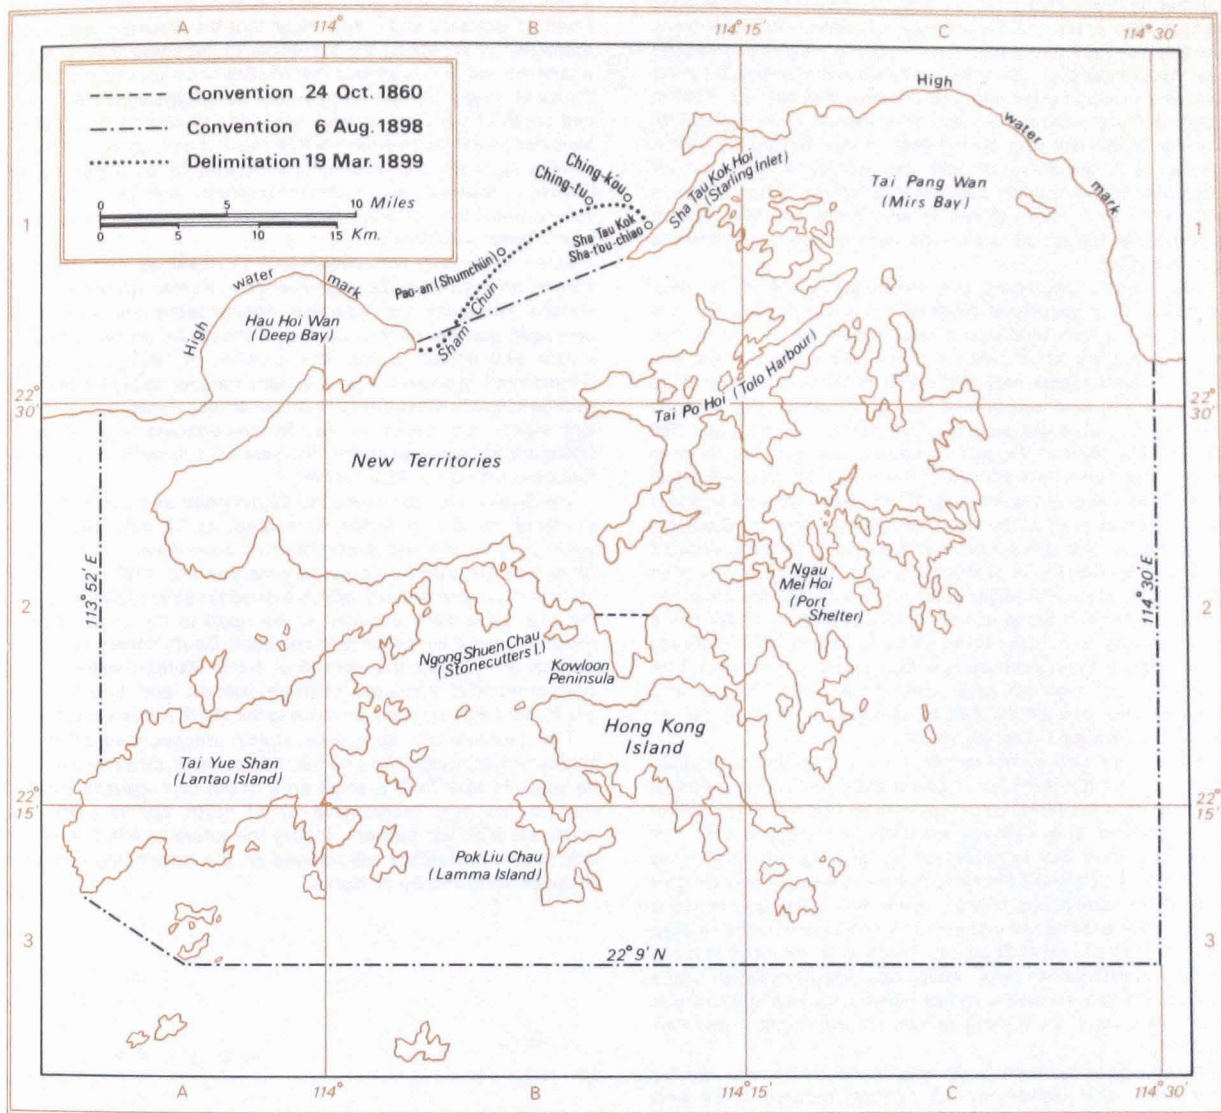 A 114° B 114° 15' C 114° 30'
Convention 24 Oct. 1860
Convention 6 Aug. 1898
Delimitation 19 Mar. 1899
0 5 10 Miles
0 5 10 15 Km.
High water mark
Ching-kou
Ching-tu
Sha Tau Kok Hoi
(Starling Inlet)
Tai Pang Wan
(Mirs Bay)
1 1
Sha Tau Kok
Sha-t'ou-chiao
Pao-an (Shumchün)
Sham Chun
High water mark
Hau Hoi Wan
(Deep Bay)
22° 30' 22° 30'
Tai Po Hoi (Tolo Harbour)
New Territories
113° 52' E
114° 30' E
Ngau
Mei Hoi
(Port
Shelter)
2 2
Ngong Shuen Chau
(Stonecutters I.)
Kowloon
Peninsula
Hong Kong
Island
Tai Yue Shan
(Lantao Island)
22° 15' 22° 15'
Pok Liu Chau
(Lamma Island)
3 22° 9' N 3
A 114° B 114° 15' C 114° 30'